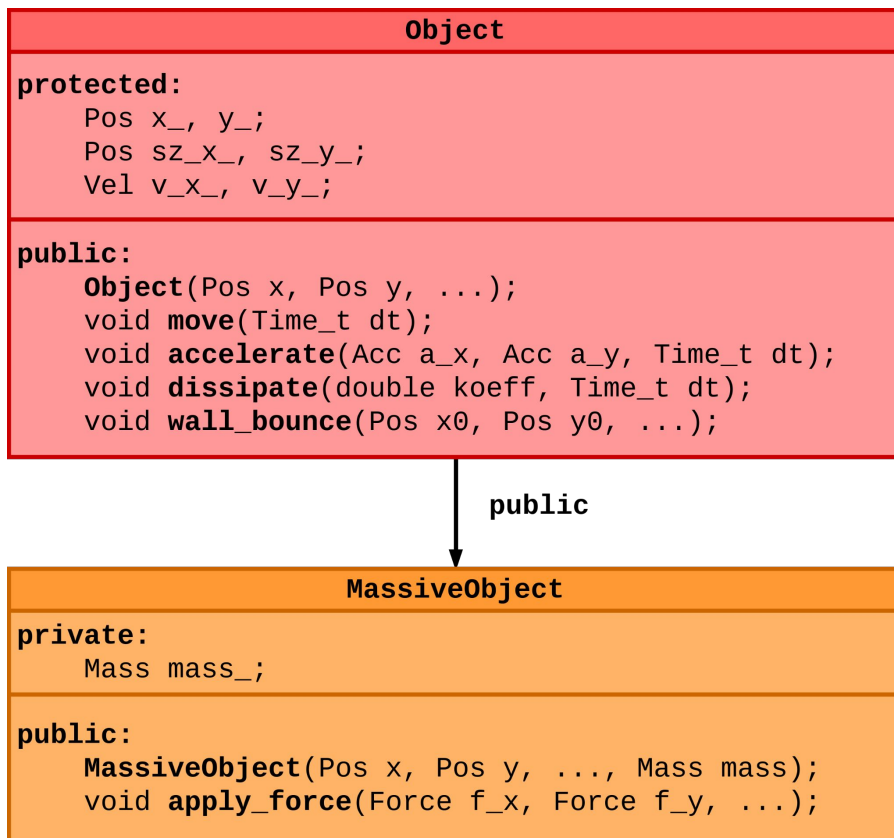 Object
protected:
    Pos x_, y_;
    Pos sz_x_, sz_y_;
    Vel v_x_, v_y_;
public:
    Object(Pos x, Pos y, ...);
    void move(Time_t dt);
    void accelerate(Acc a_x, Acc a_y, Time_t dt);
    void dissipate(double koeff, Time_t dt);
    void wall_bounce(Pos x0, Pos y0, ...);
public
MassiveObject
private:
    Mass mass_;
public:
    MassiveObject(Pos x, Pos y, ..., Mass mass);
    void apply_force(Force f_x, Force f_y, ...);